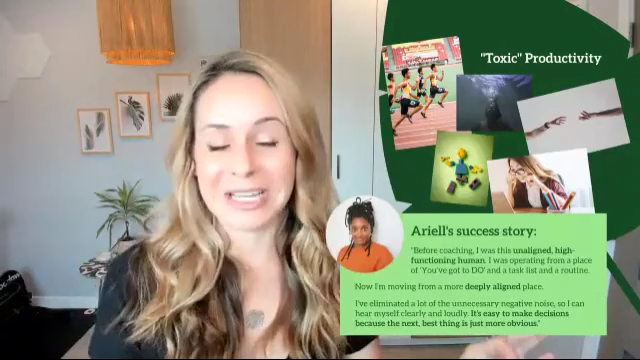 "Toxic" Productivity
Ariell's success story:
"Before coaching, I was this unaligned, high-
functioning human. I was operating from a place
of 'You've got to DO' and a task list and a routine.
Now I'm moving from a more deeply aligned place.
I've eliminated a lot of the unnecessary negative noise, so I can
hear myself clearly and loudly. It's easy to make decisions
because the next, best thing is just more obvious."